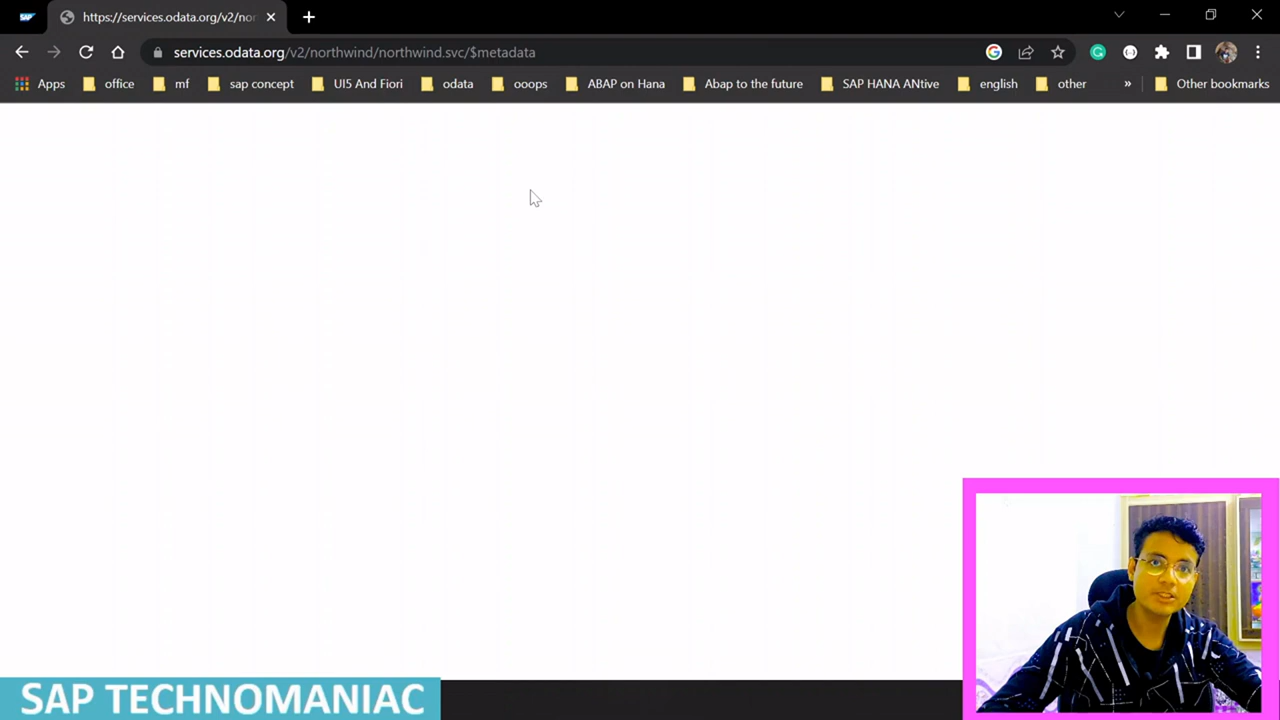 SAP
https://services.odata.org/v2/nor
services.odata.org/v2/northwind/northwind.svc/$metadata
Apps office mf sap concept UI5 And Fiori odata ooops ABAP on Hana Abap to the future SAP HANA ANtive english other » Other bookmarks
SAP TECHNOMANIAC